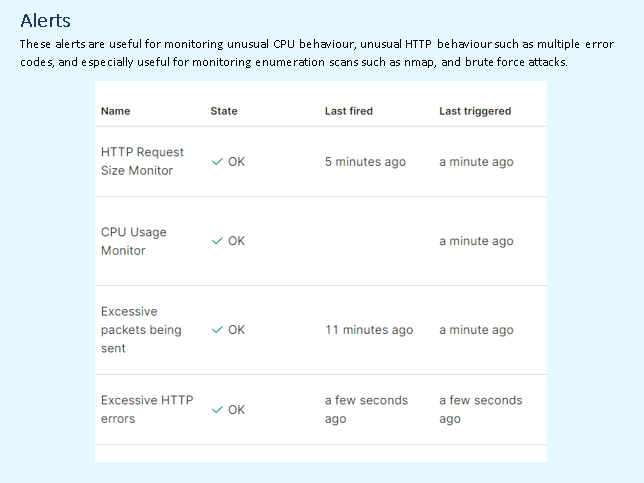 Alerts
These alerts are useful for monitoring unusual CPU behaviour, unusual HTTP behaviour such as multiple error
codes, and especially useful for monitoring enumeration scans such as nmap, and brute force attacks.
Name State Last fired Last triggered
HTTP Request
Size Monitor
OK 5 minutes ago a minute ago
CPU Usage
Monitor
OK a minute ago
Excessive
packets being
sent
OK 11 minutes ago a minute ago
Excessive HTTP
errors
OK
a few seconds
ago
a few seconds
ago